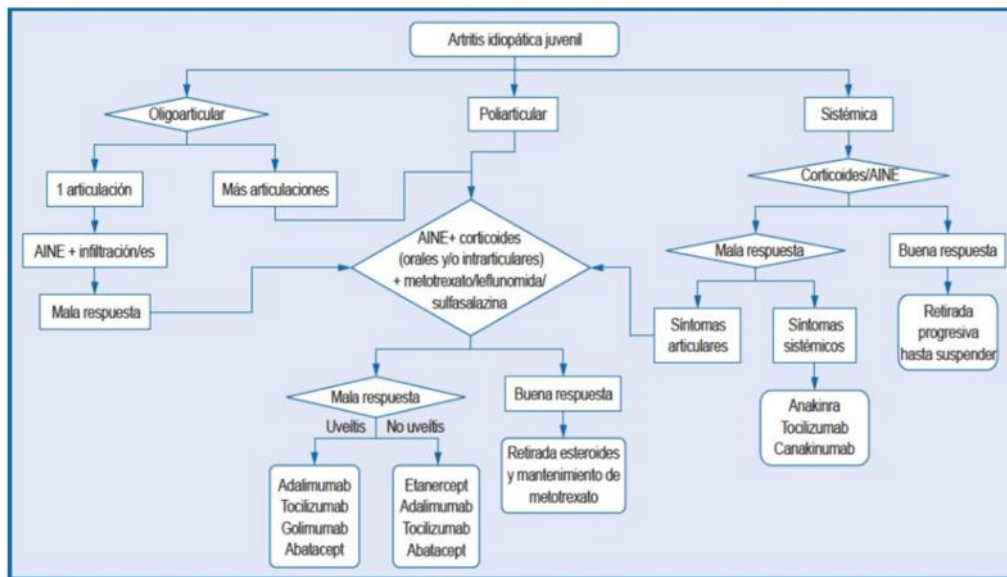 Artritis idiopática juvenil
Oligoarticular
Poliarticular
Sistémica
1 articulación
Más articulaciones
Corticoides/AINE
AINE + infiltración/es
AINE+ corticoides
(orales y/o intrarticulares)
+ metotrexato/leflunomida/
sulfasalazina
Mala respuesta
Buena respuesta
Mala respuesta
Síntomas
articulares
Síntomas
sistémicos
Retirada
progresiva
hasta suspender
Mala respuesta
Buena respuesta
Anakinra
Tocilizumab
Canakinumab
Uveítis
No uveítis
Adalimumab
Tocilizumab
Golimumab
Abatacept
Etanercept
Adalimumab
Tocilizumab
Abatacept
Retirada esteroides
y mantenimiento de
metotrexato